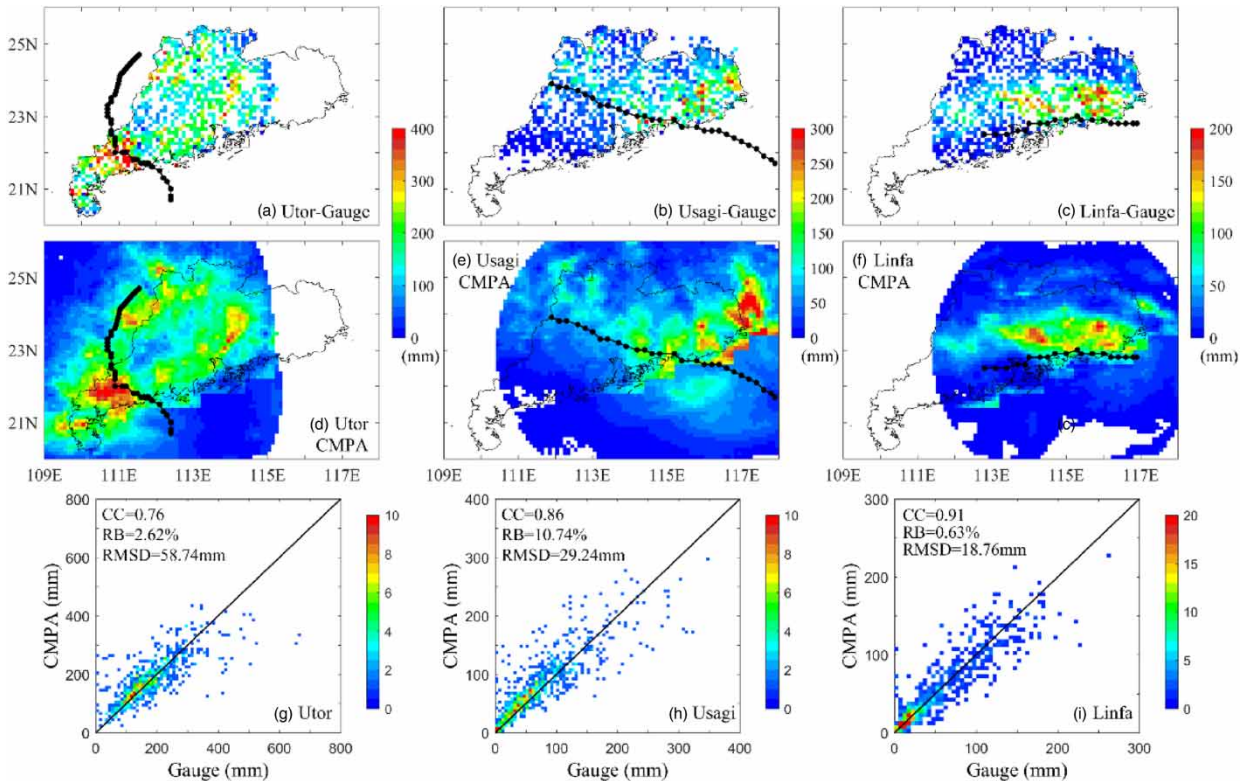 25N
23N
21N
(a) Utor-Gauge
400
300
200
100
0
(mm)
(b) Usagi-Gauge
300
250
200
150
100
50
0
(mm)
(c) Linfa-Gauge
200
150
100
50
0
(mm)
25N
23N
21N
(d) Utor
CMPA
(e) Usagi
CMPA
(f) Linfa
CMPA
109E 111E 113E 115E 117E
109E 111E 113E 115E 117E
109E 111E 113E 115E 117E
CMPA (mm)
800
600
400
200
0
CC=0.76
RB=2.62%
RMSD=58.74mm
(g) Utor
0 200 400 600 800
Gauge (mm)
10
8
6
4
2
0
CMPA (mm)
400
300
200
100
0
CC=0.86
RB=10.74%
RMSD=29.24mm
(h) Usagi
0 100 200 300 400
Gauge (mm)
10
8
6
4
2
0
CMPA (mm)
300
200
100
0
CC=0.91
RB=0.63%
RMSD=18.76mm
(i) Linfa
0 100 200 300
Gauge (mm)
20
15
10
5
0